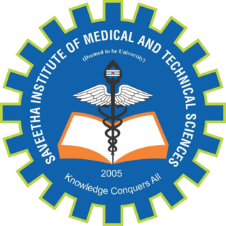 SAVEETHA INSTITUTE OF MEDICAL AND TECHNICAL SCIENCES
(Deemed to be University)
2005
Knowledge Conquers All